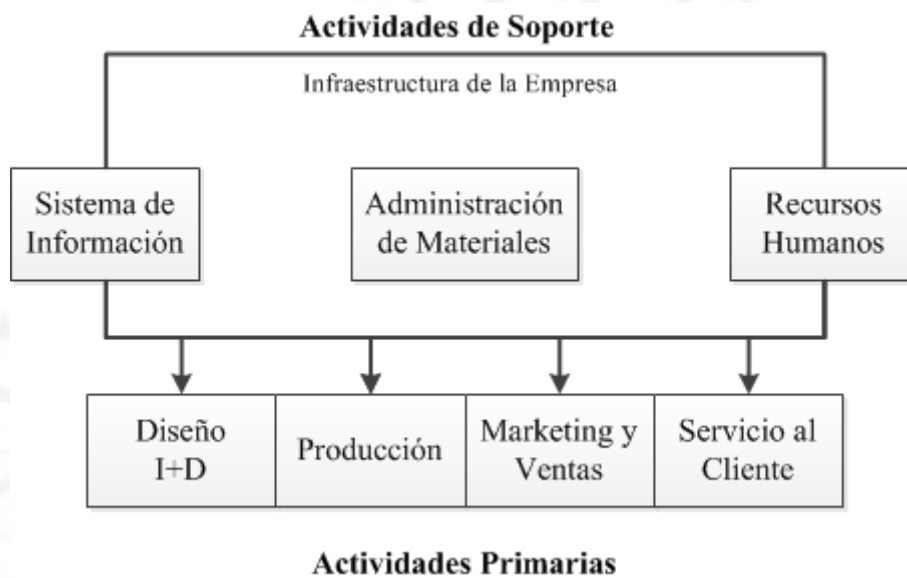 Actividades de Soporte
Infraestructura de la Empresa
Sistema de
Información
Administración
de Materiales
Recursos
Humanos
Diseño
I+D
Producción
Marketing y
Ventas
Servicio al
Cliente
Actividades Primarias